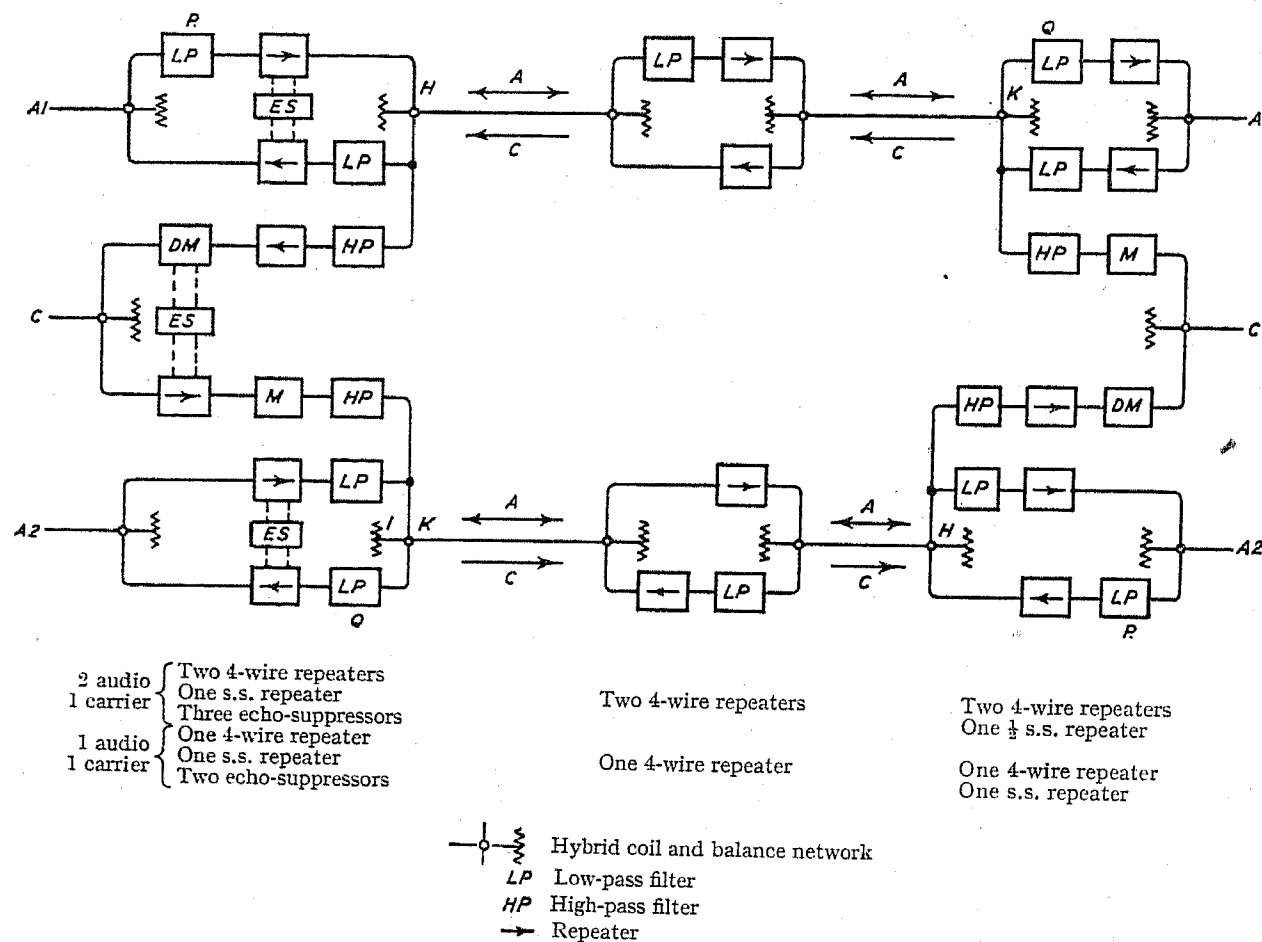 P. Q
LP LP LP
A1 ES H A A K A
LP C C LP
DM HP HP M
C ES C
M HP HP DM
LP LP
A2 ES I K A A H A2
LP C LP C LP
Q P.
2 audio
1 carrier
Two 4-wire repeaters
One s.s. repeater
Three echo-suppressors
1 audio
1 carrier
One 4-wire repeater
One s.s. repeater
Two echo-suppressors
Two 4-wire repeaters
One 4-wire repeater
Two 4-wire repeaters
One ½ s.s. repeater
One 4-wire repeater
One s.s. repeater
Hybrid coil and balance network
LP Low-pass filter
HP High-pass filter
Repeater